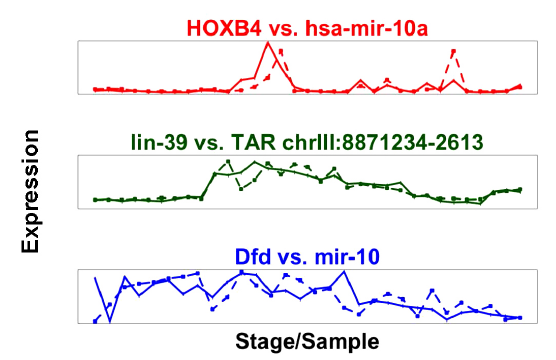 HOXB4 vs. hsa-mir-10a
lin-39 vs. TAR chrIII:8871234-2613
Dfd vs. mir-10
Expression
Stage/Sample